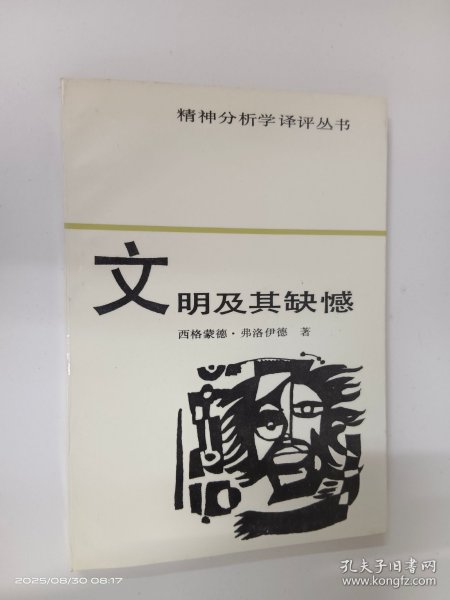 精神分析学译评丛书
文明及其缺憾
西格蒙德·弗洛伊德 著
2025/06/30 08:17
孔夫子旧书网
www.kongfz.com